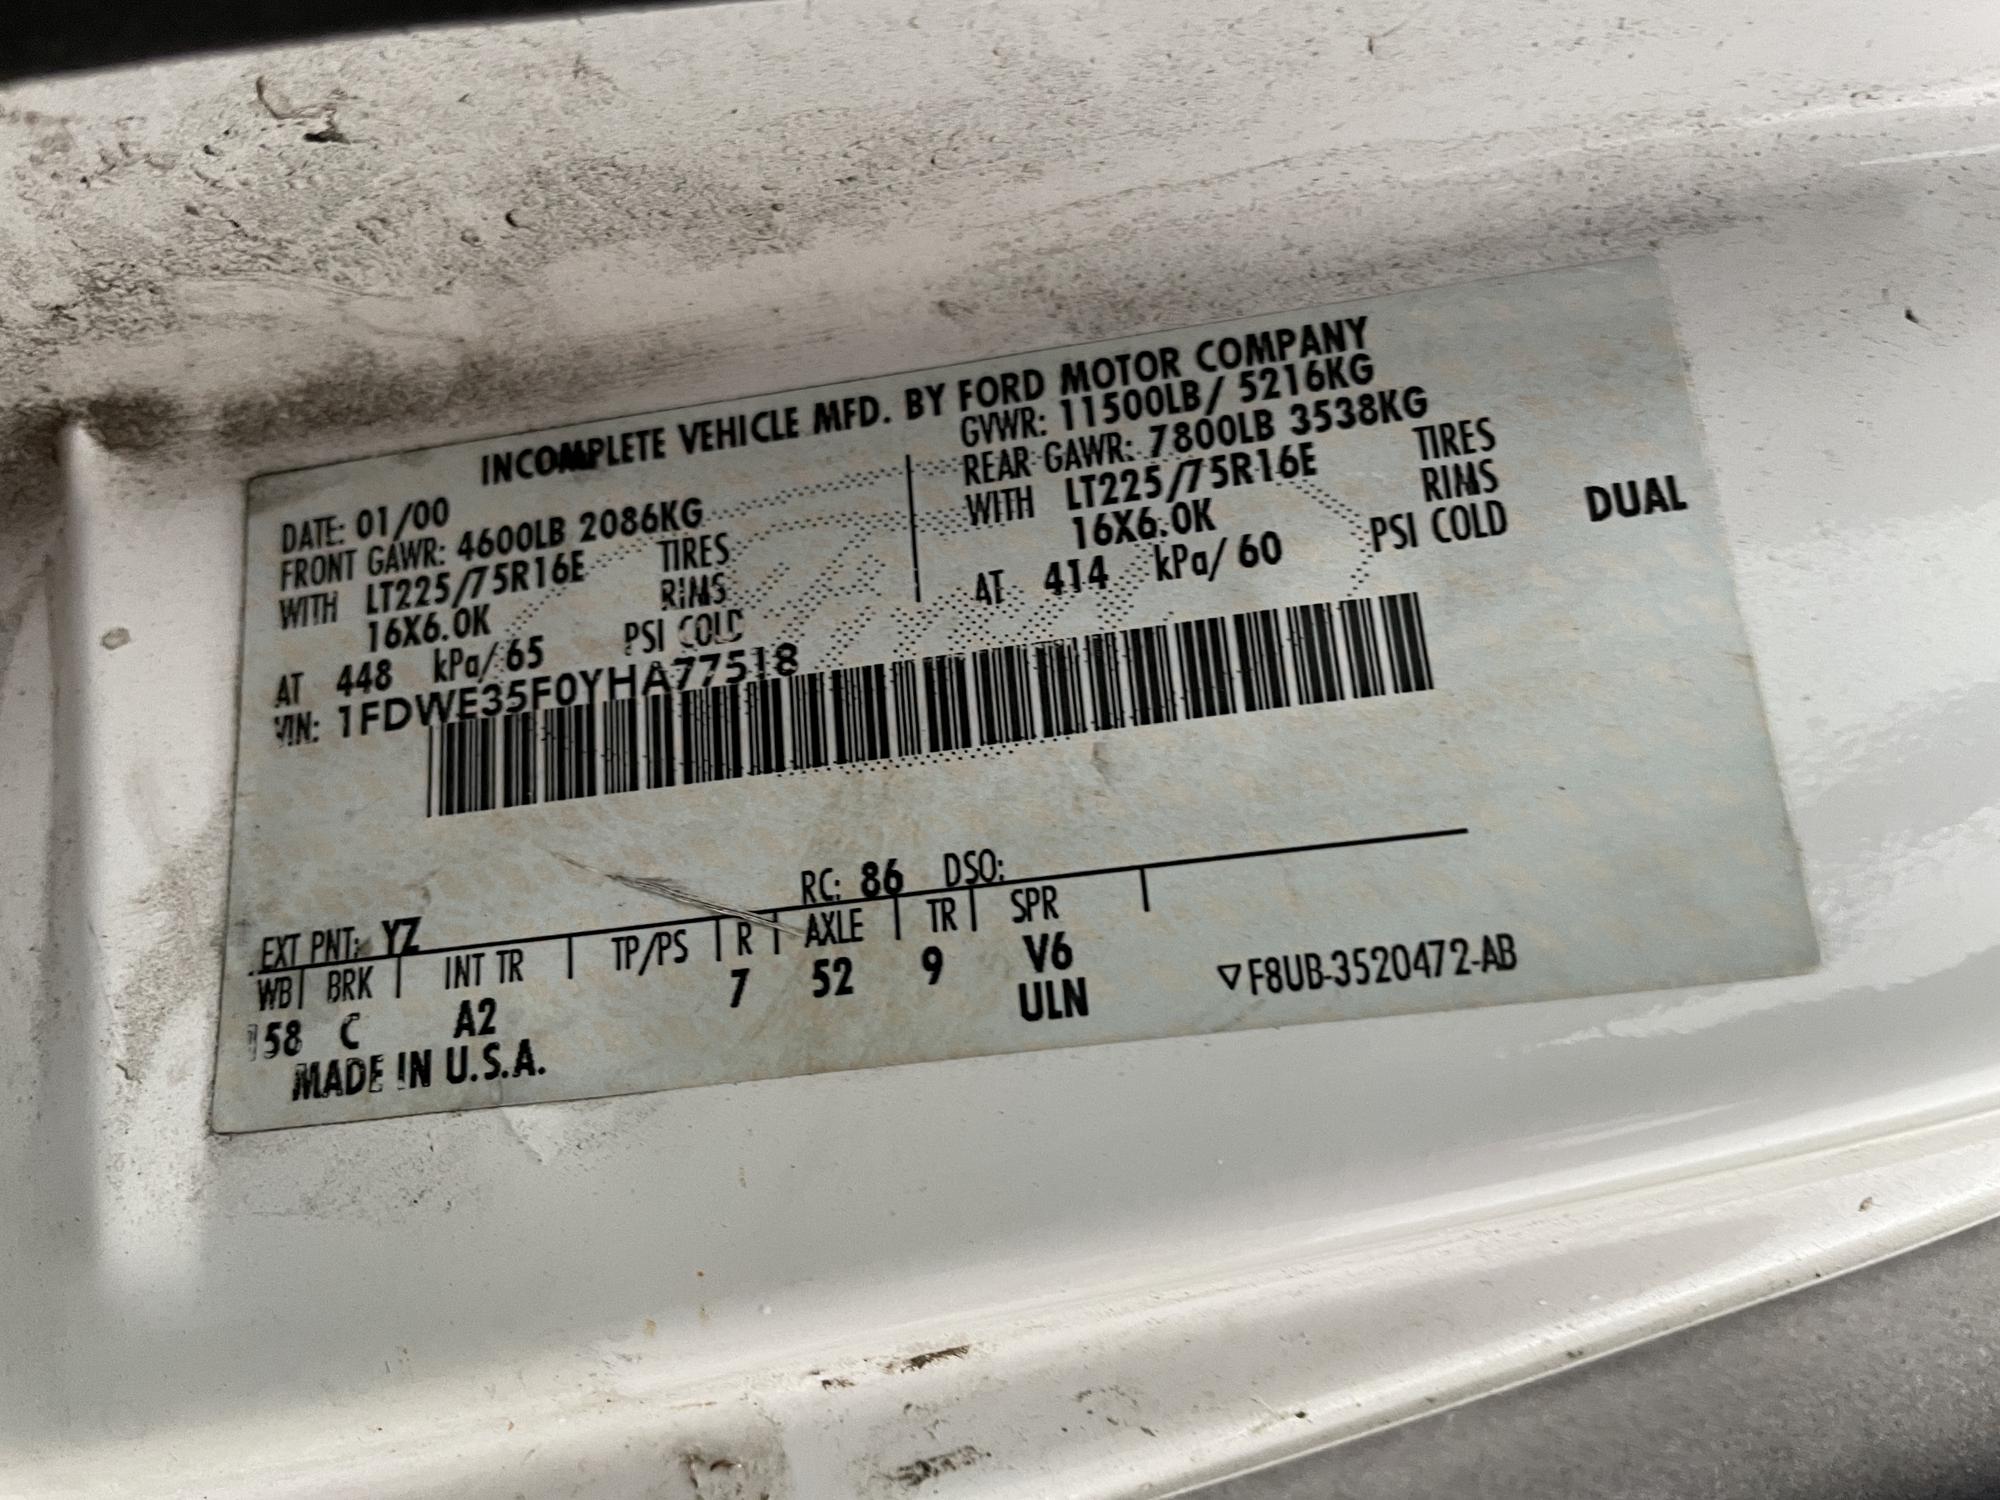 INCOMPLETE VEHICLE MFD. BY FORD MOTOR COMPANY
DATE: 01/00 GVWR: 11500LB/ 5216KG
FRONT GAWR: 4600LB 2086KG REAR GAWR: 7800LB 3538KG
WITH LT225/75R16E TIRES WITH LT225/75R16E TIRES
16X6.0K RIMS 16X6.0K RIMS DUAL
AT 448 kPa/ 65 PSI COLD AT 414 kPa/ 60 PSI COLD
VIN: 1FDWE35F0YHA77518
EXT PNT: YZ RC: 86 DSO:
WB BRK INT TR TP/PS R AXLE TR SPR
158 C A2 7 52 9 V6
ULN
MADE IN U.S.A. ▽F8UB-3520472-AB